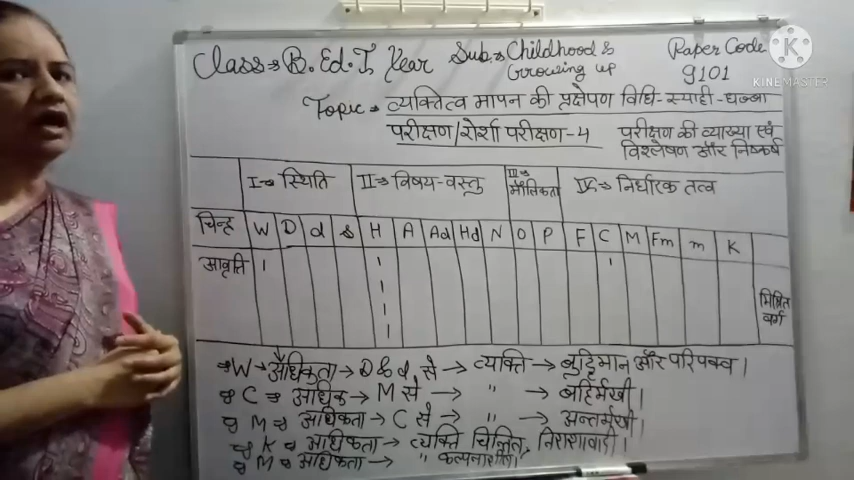 Class→ B. Ed. I Year Sub.→ Childhood & Growing up Paper Code 9101
Topic→ व्यक्तित्व मापन की प्रक्षेपण विधि-स्याही-धब्बा
परीक्षण/रोर्शा परीक्षण-4 परीक्षण की व्याख्या एवं विश्लेषण और निष्कर्ष
I→ स्थिति II→ विषय-वस्तु III→ मौलिकता IV→ निर्धारक तत्व
चिन्ह W D d S H A Ad Hd N O P F C M Fm m K
आवृति मिश्रित वर्ग
W→ अधिकता→ D & d से→ व्यक्ति→ बुद्धिमान और परिपक्व।
C→ अधिक→ M से→ " → बहिर्मुखी।
M→ अधिकता→ C से→ " → अन्तर्मुखी।
K→ अधिकता→ व्यक्ति चिन्तित, निराशावादी।
M→ अधिकता→ " कल्पनाशील।
KINEMASTER